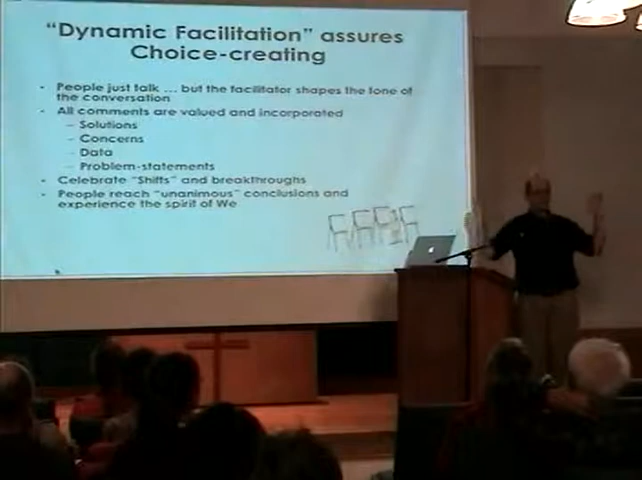 “Dynamic Facilitation” assures
Choice-creating
- People just talk ... but the facilitator shapes the tone of
the conversation
- All comments are valued and incorporated
– Solutions
– Concerns
– Data
– Problem-statements
- Celebrate “Shifts” and breakthroughs
- People reach “unanimous” conclusions and
experience the spirit of We